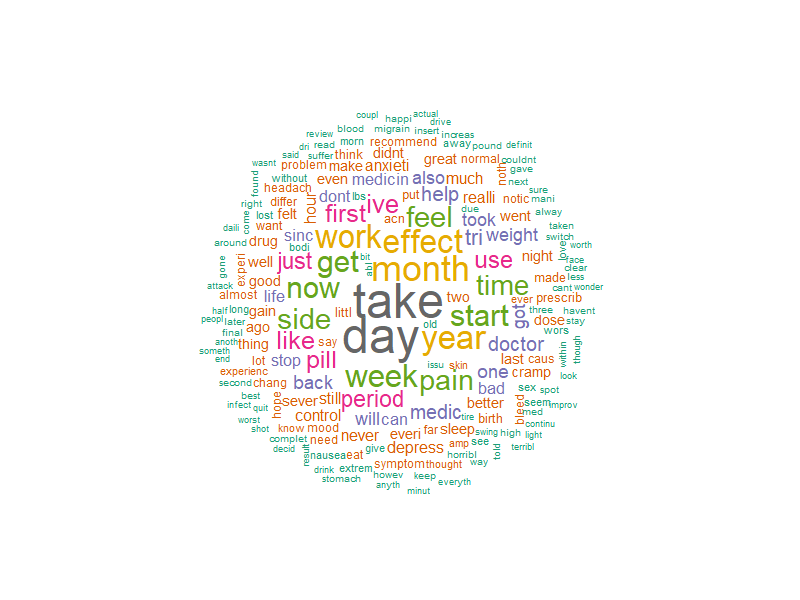 coupl happi actual
drive
review blood migrain insert increas
dri read morn recommend away pound definit
said suffer think didnt great normal couldnt
wasnt problem make anxieti noth gave
found without headach even medicin also much next
right differ hour dont lbs put help realli notic sure mani
come lost felt first ive acn feel due took went alway taken
daili want sinc work effect tri weight love switch
around drug bodi worth
gone experi well just get bit abl month use night face clear
attack good made less
almost life now take time cant wonder
half long gain littl two ever prescrib
peopl later side day old start got three havent
final ago year dose stay
anoth thing like say doctor wors within though
someth
end lot stop pill week issu skin pain last caus
experienc one cramp look
second chang back bad sex spot
best hope sever still period medic better seem improv
infect quit control will can tire birth bleed med
worst shot never everi far sleep swing high continu
know mood light
complet need give depress amp see told terribl
decid result nausea eat horribl
symptom thought way
drink extrem howev keep
stomach anyth everyth
minut